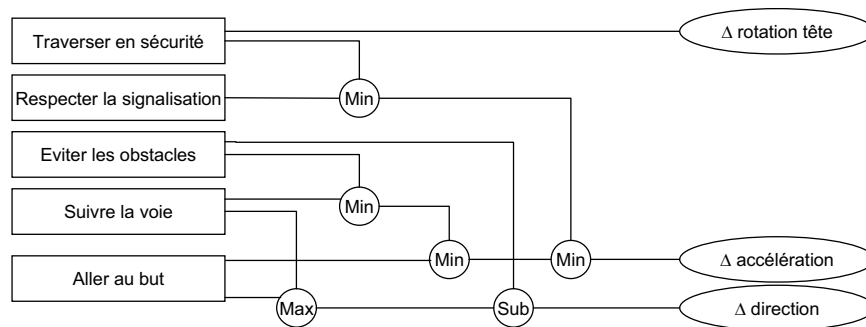 Traverser en sécurité
Δ rotation tête
Respecter la signalisation
Min
Eviter les obstacles
Suivre la voie
Min
Aller au but
Min
Min
Δ accélération
Max
Sub
Δ direction